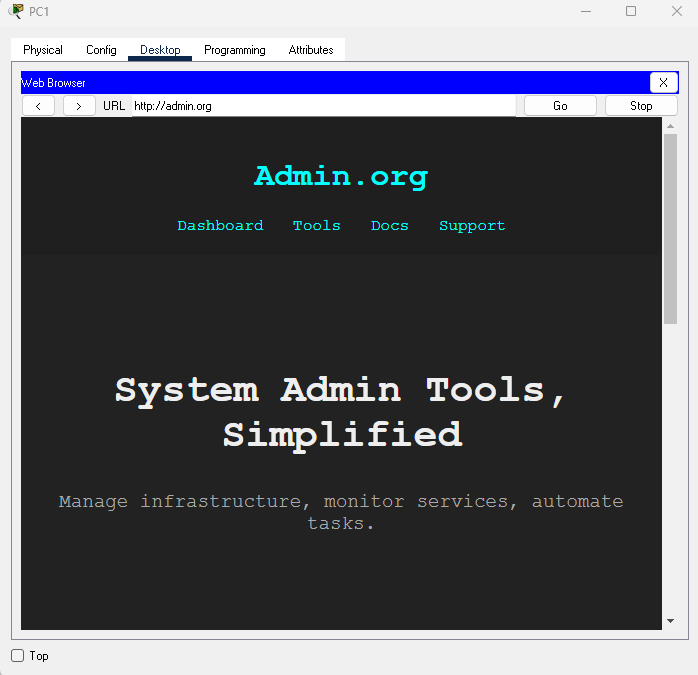 PC1
Physical Config Desktop Programming Attributes
Web Browser X
< > URL http://admin.org Go Stop
Admin.org
Dashboard Tools Docs Support
System Admin Tools,
Simplified
Manage infrastructure, monitor services, automate
tasks.
Top